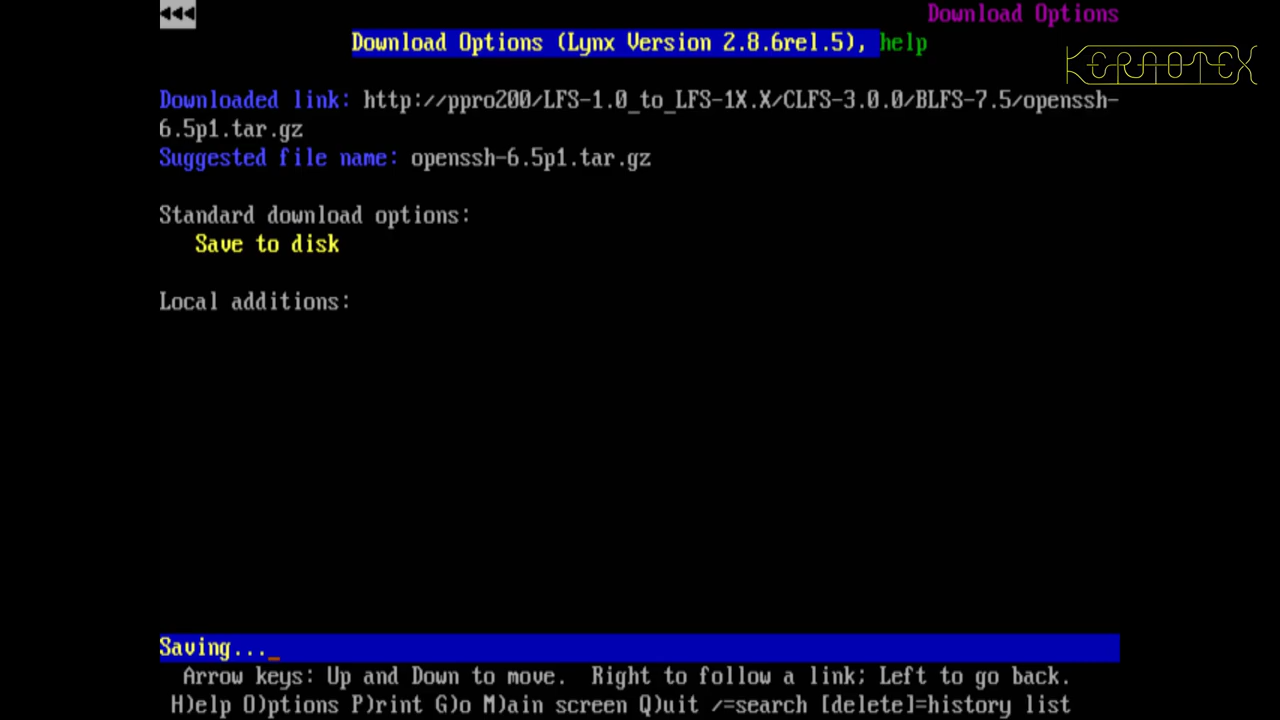 ◄◄◄ Download Options
Download Options (Lynx Version 2.8.6rel.5), help
KERNOTEX
Downloaded link: http://ppro200/LFS-1.0_to_LFS-1X.X/CLFS-3.0.0/BLFS-7.5/openssh-
6.5p1.tar.gz
Suggested file name: openssh-6.5p1.tar.gz
Standard download options:
Save to disk
Local additions:
Saving..._
Arrow keys: Up and Down to move. Right to follow a link; Left to go back.
H)elp O)ptions P)rint G)o M)ain screen Q)uit /=search [delete]=history list